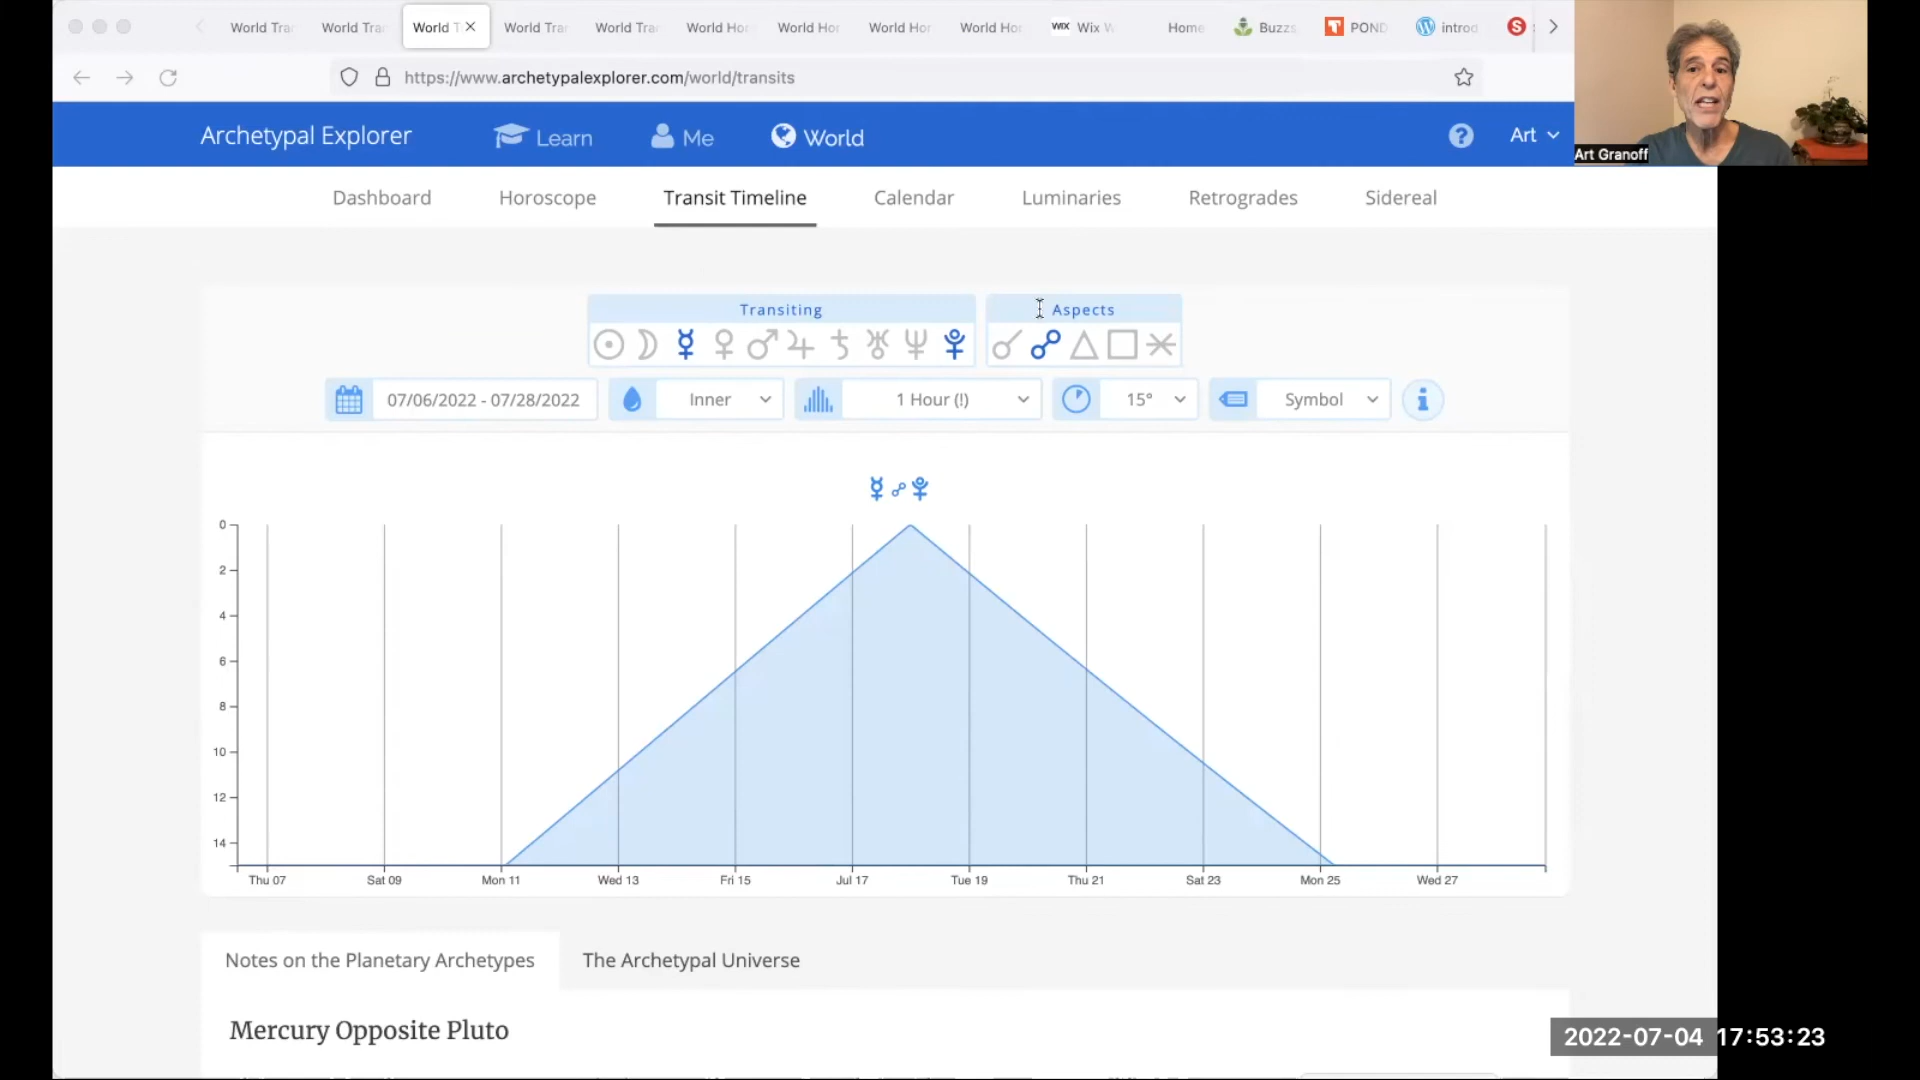 World Tra
World Tra
World T
World Tra
World Tra
World Hor
World Hor
World Hor
World Hor
WIX Wix W
Home
Buzzs
T POND
introd
S
https://www.archetypalexplorer.com/world/transits
Archetypal Explorer
Learn
Me
World
? Art
Art Granoff
Dashboard
Horoscope
Transit Timeline
Calendar
Luminaries
Retrogrades
Sidereal
Transiting
Aspects
☉ ☽ ☿ ♀ ♂ ♃ ♄ ♅ ♆ ⯓
☌ ☍ △ □ ⚹
07/06/2022 - 07/28/2022
Inner
1 Hour (!)
15°
Symbol
i
☿ ☍ ⯓
0
2
4
6
8
10
12
14
Thu 07 Sat 09 Mon 11 Wed 13 Fri 15 Jul 17 Tue 19 Thu 21 Sat 23 Mon 25 Wed 27
Notes on the Planetary Archetypes
The Archetypal Universe
Mercury Opposite Pluto
2022-07-04 17:53:23